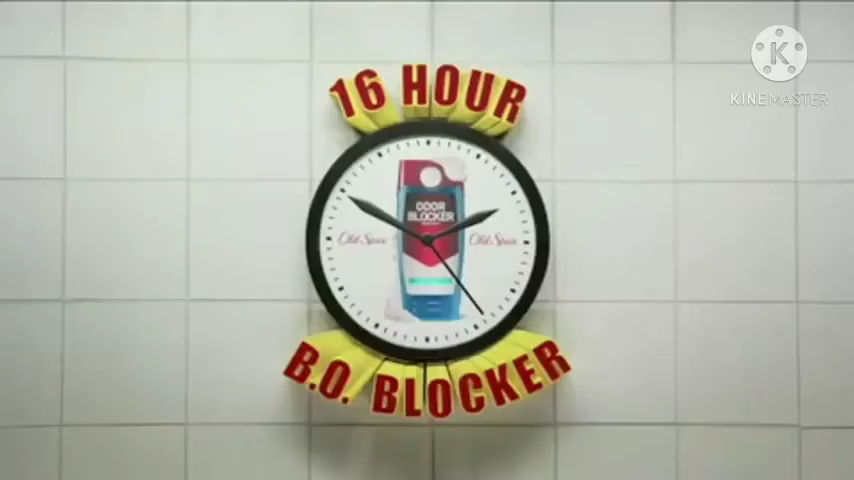 16 HOUR
KINEMASTER
ODOR
BLOCKER
Old Spice Old Spice
B.O. BLOCKER